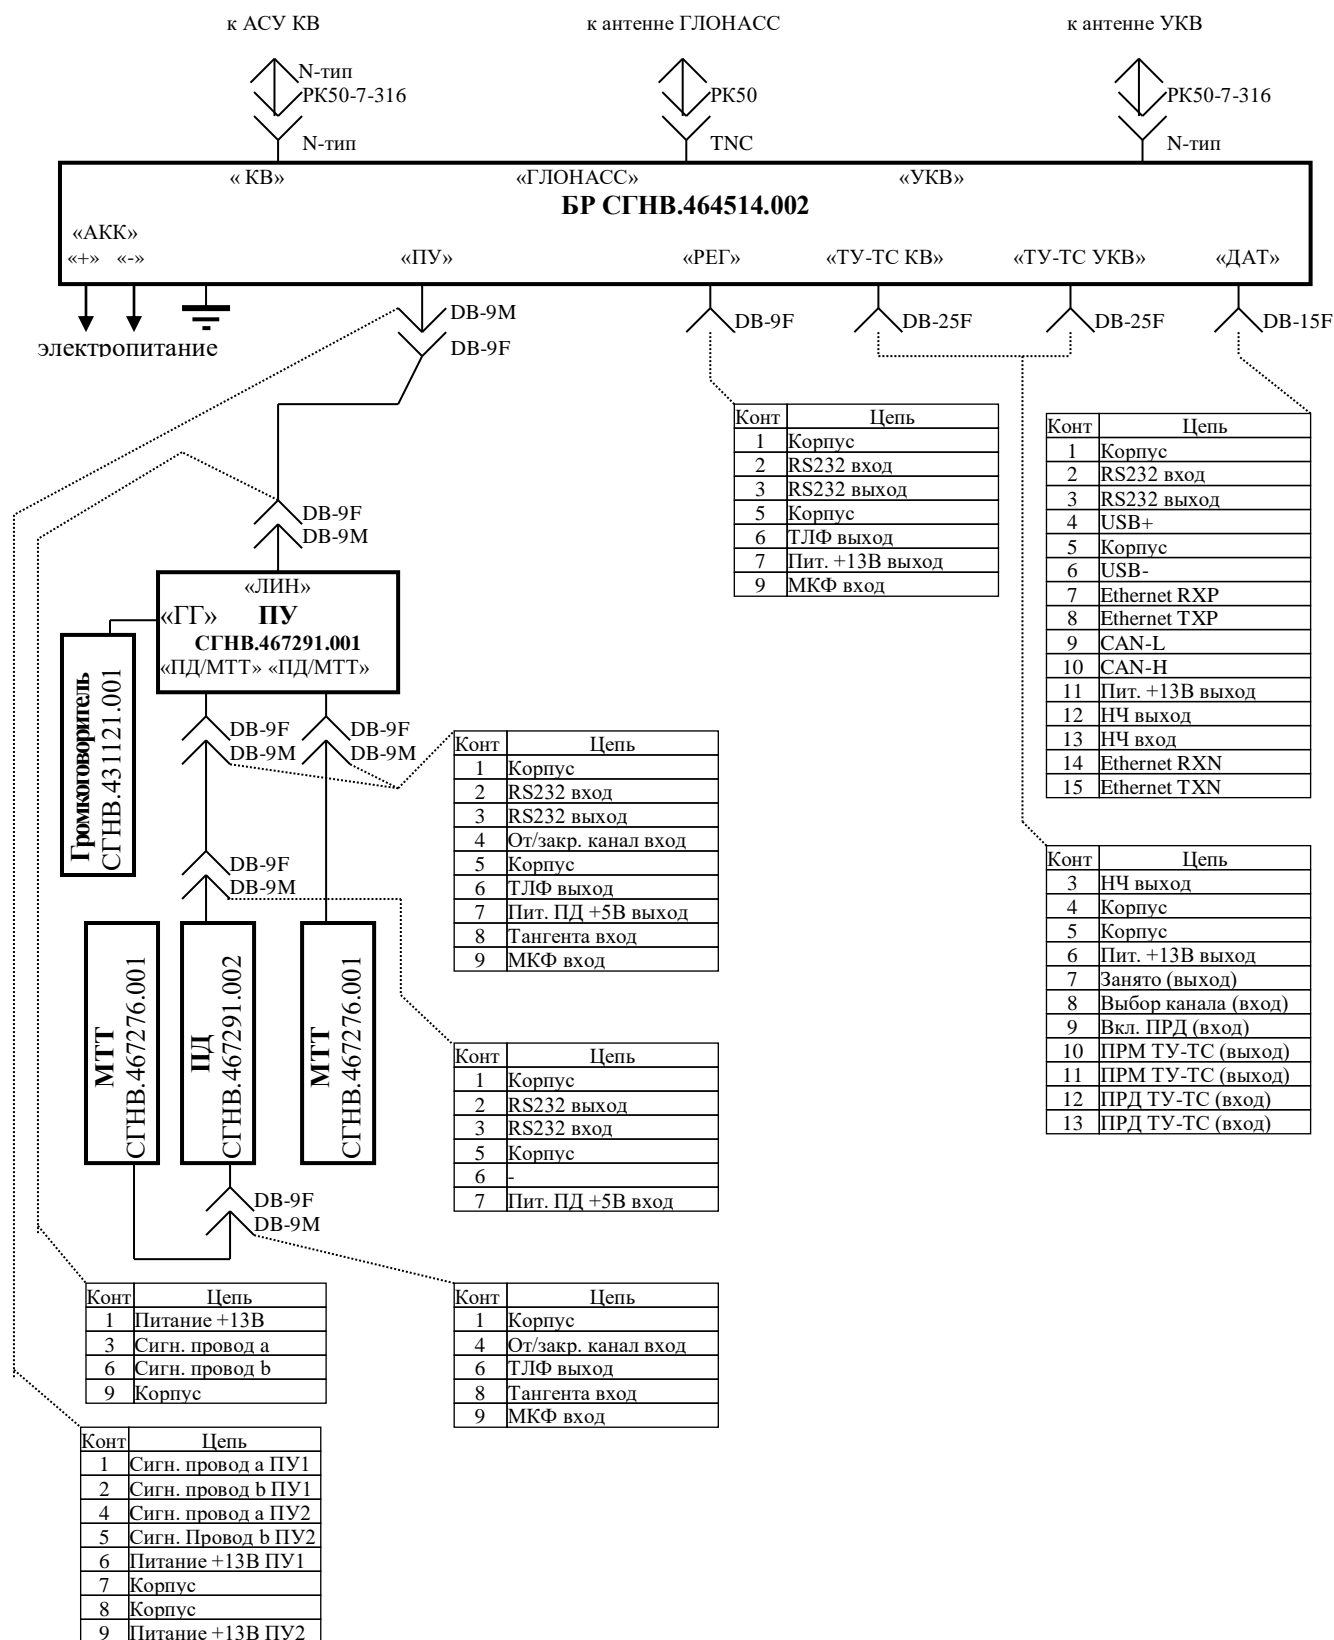 к АСУ КВ
к антенне ГЛОНАСС
к антенне УКВ
N-тип
РК50-7-316
РК50
РК50-7-316
N-тип
TNC
N-тип
« КВ»
«ГЛОНАСС»
«УКВ»
БР СГНВ.464514.002
«АКК»
«+» «-»
«ПУ»
«РЕГ»
«ТУ-ТС КВ»
«ТУ-ТС УКВ»
«ДАТ»
электропитание
DB-9M
DB-9F
DB-9F
DB-25F
DB-25F
DB-15F
Конт Цепь
1 Корпус
2 RS232 вход
3 RS232 выход
5 Корпус
6 ТЛФ выход
7 Пит. +13В выход
9 МКФ вход
Конт Цепь
1 Корпус
2 RS232 вход
3 RS232 выход
4 USB+
5 Корпус
6 USB-
7 Ethernet RXP
8 Ethernet TXP
9 CAN-L
10 CAN-H
11 Пит. +13В выход
12 НЧ выход
13 НЧ вход
14 Ethernet RXN
15 Ethernet TXN
DB-9F
DB-9M
«ЛИН»
«ГГ» ПУ
СГНВ.467291.001
«ПД/МТТ» «ПД/МТТ»
Громкоговоритель
СГНВ.431121.001
DB-9F
DB-9M
DB-9F
DB-9M
Конт Цепь
1 Корпус
2 RS232 вход
3 RS232 выход
4 От/закр. канал вход
5 Корпус
6 ТЛФ выход
7 Пит. ПД +5В выход
8 Тангента вход
9 МКФ вход
DB-9F
DB-9M
МТТ
СГНВ.467276.001
ПД
СГНВ.467291.002
МТТ
СГНВ.467276.001
Конт Цепь
3 НЧ выход
4 Корпус
5 Корпус
6 Пит. +13В выход
7 Занято (выход)
8 Выбор канала (вход)
9 Вкл. ПРД (вход)
10 ПРМ ТУ-ТС (выход)
11 ПРМ ТУ-ТС (выход)
12 ПРД ТУ-ТС (вход)
13 ПРД ТУ-ТС (вход)
Конт Цепь
1 Корпус
2 RS232 выход
3 RS232 вход
5 Корпус
6 -
7 Пит. ПД +5В вход
DB-9F
DB-9M
Конт Цепь
1 Питание +13В
3 Сигн. провод a
6 Сигн. провод b
9 Корпус
Конт Цепь
1 Корпус
4 От/закр. канал вход
6 ТЛФ выход
8 Тангента вход
9 МКФ вход
Конт Цепь
1 Сигн. провод a ПУ1
2 Сигн. провод b ПУ1
4 Сигн. провод a ПУ2
5 Сигн. Провод b ПУ2
6 Питание +13В ПУ1
7 Корпус
8 Корпус
9 Питание +13В ПУ2